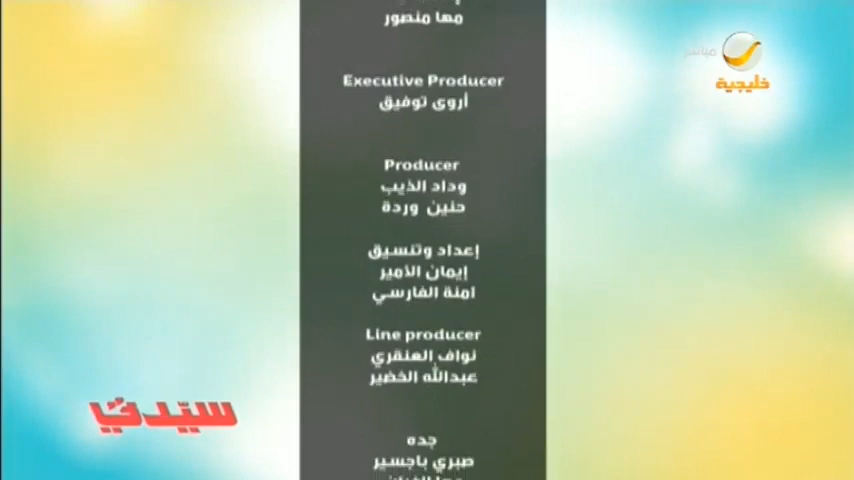 مها منصور
مباشر
خليجية
Executive Producer
أروى توفيق
Producer
وداد الذيب
حنين وردة
إعداد وتنسيق
إيمان الأمير
امنة الفارسي
Line producer
نواف العنقري
عبدالله الخضير
سيدتي
جده
صبري باجسير